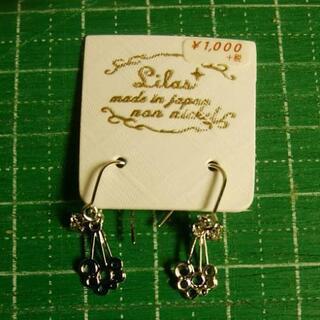 ¥1,000
+税
Lilas
made in japan
non nickel